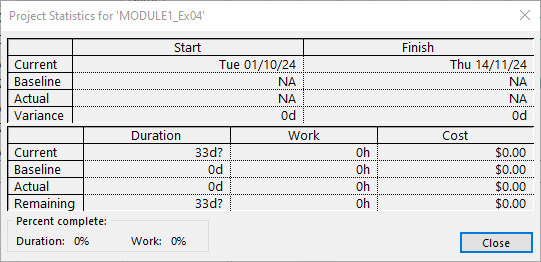 Project Statistics for 'MODULE1_Ex04'
Start Finish
Current Tue 01/10/24 Thu 14/11/24
Baseline NA NA
Actual NA NA
Variance 0d 0d
Duration Work Cost
Current 33d? 0h $0.00
Baseline 0d 0h $0.00
Actual 0d 0h $0.00
Remaining 33d? 0h $0.00
Percent complete:
Duration: 0% Work: 0% Close